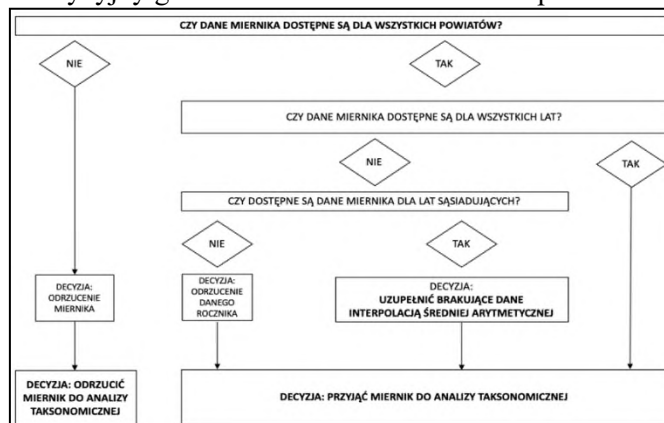 CZY DANE MIERNIKA DOSTĘPNE SĄ DLA WSZYSTKICH POWIATÓW?
NIE
TAK
CZY DANE MIERNIKA DOSTĘPNE SĄ DLA WSZYSTKICH LAT?
NIE
TAK
CZY DOSTĘPNE SĄ DANE MIERNIKA DLA LAT SĄSIADUJĄCYCH?
NIE
TAK
DECYZJA:
ODRZUCENIE
MIERNIKA
DECYZJA:
ODRZUCENIE
DANEGO
ROCZNIKA
DECYZJA:
UZUPEŁNIĆ BRAKUJĄCE DANE
INTERPOLACJĄ ŚREDNIEJ ARYTMETYCZNEJ
DECYZJA: ODRZUCIĆ
MIERNIK DO ANALIZY
TAKSONOMICZNEJ
DECYZJA: PRZYJĄĆ MIERNIK DO ANALIZY TAKSONOMICZNEJ